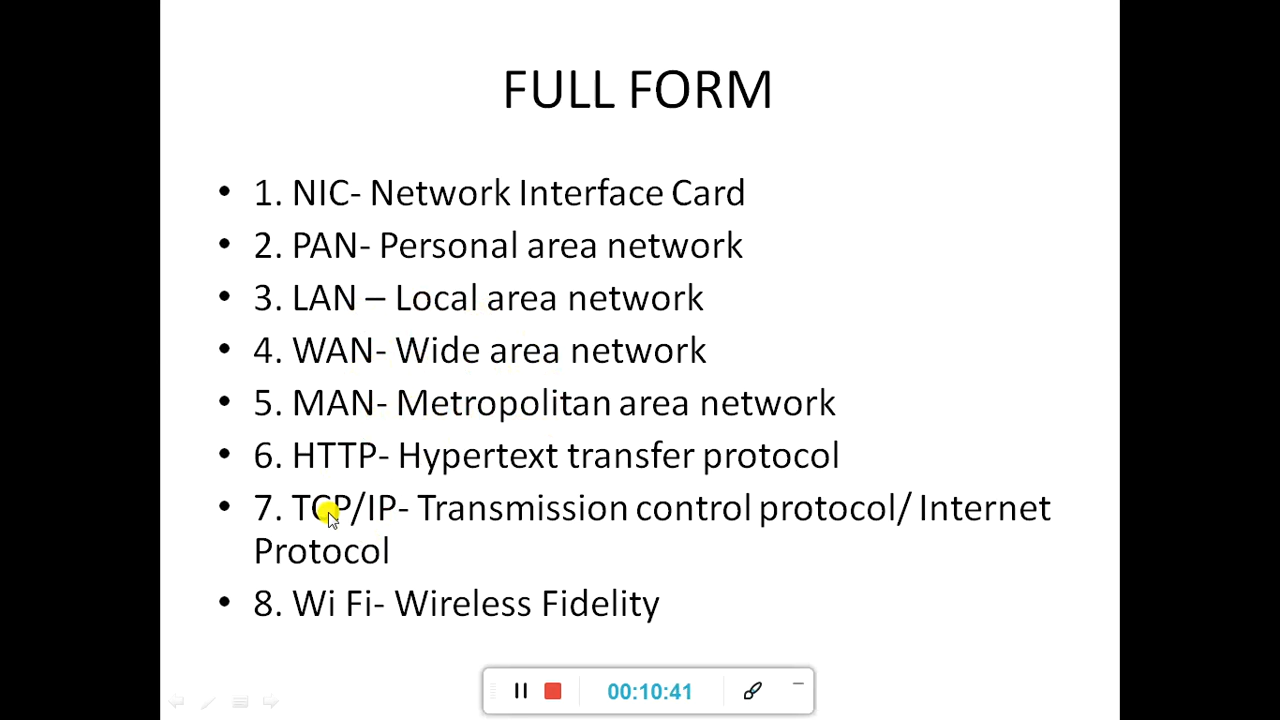 FULL FORM
• 1. NIC- Network Interface Card
• 2. PAN- Personal area network
• 3. LAN – Local area network
• 4. WAN- Wide area network
• 5. MAN- Metropolitan area network
• 6. HTTP- Hypertext transfer protocol
• 7. TCP/IP- Transmission control protocol/ Internet
Protocol
• 8. Wi Fi- Wireless Fidelity
00:10:41